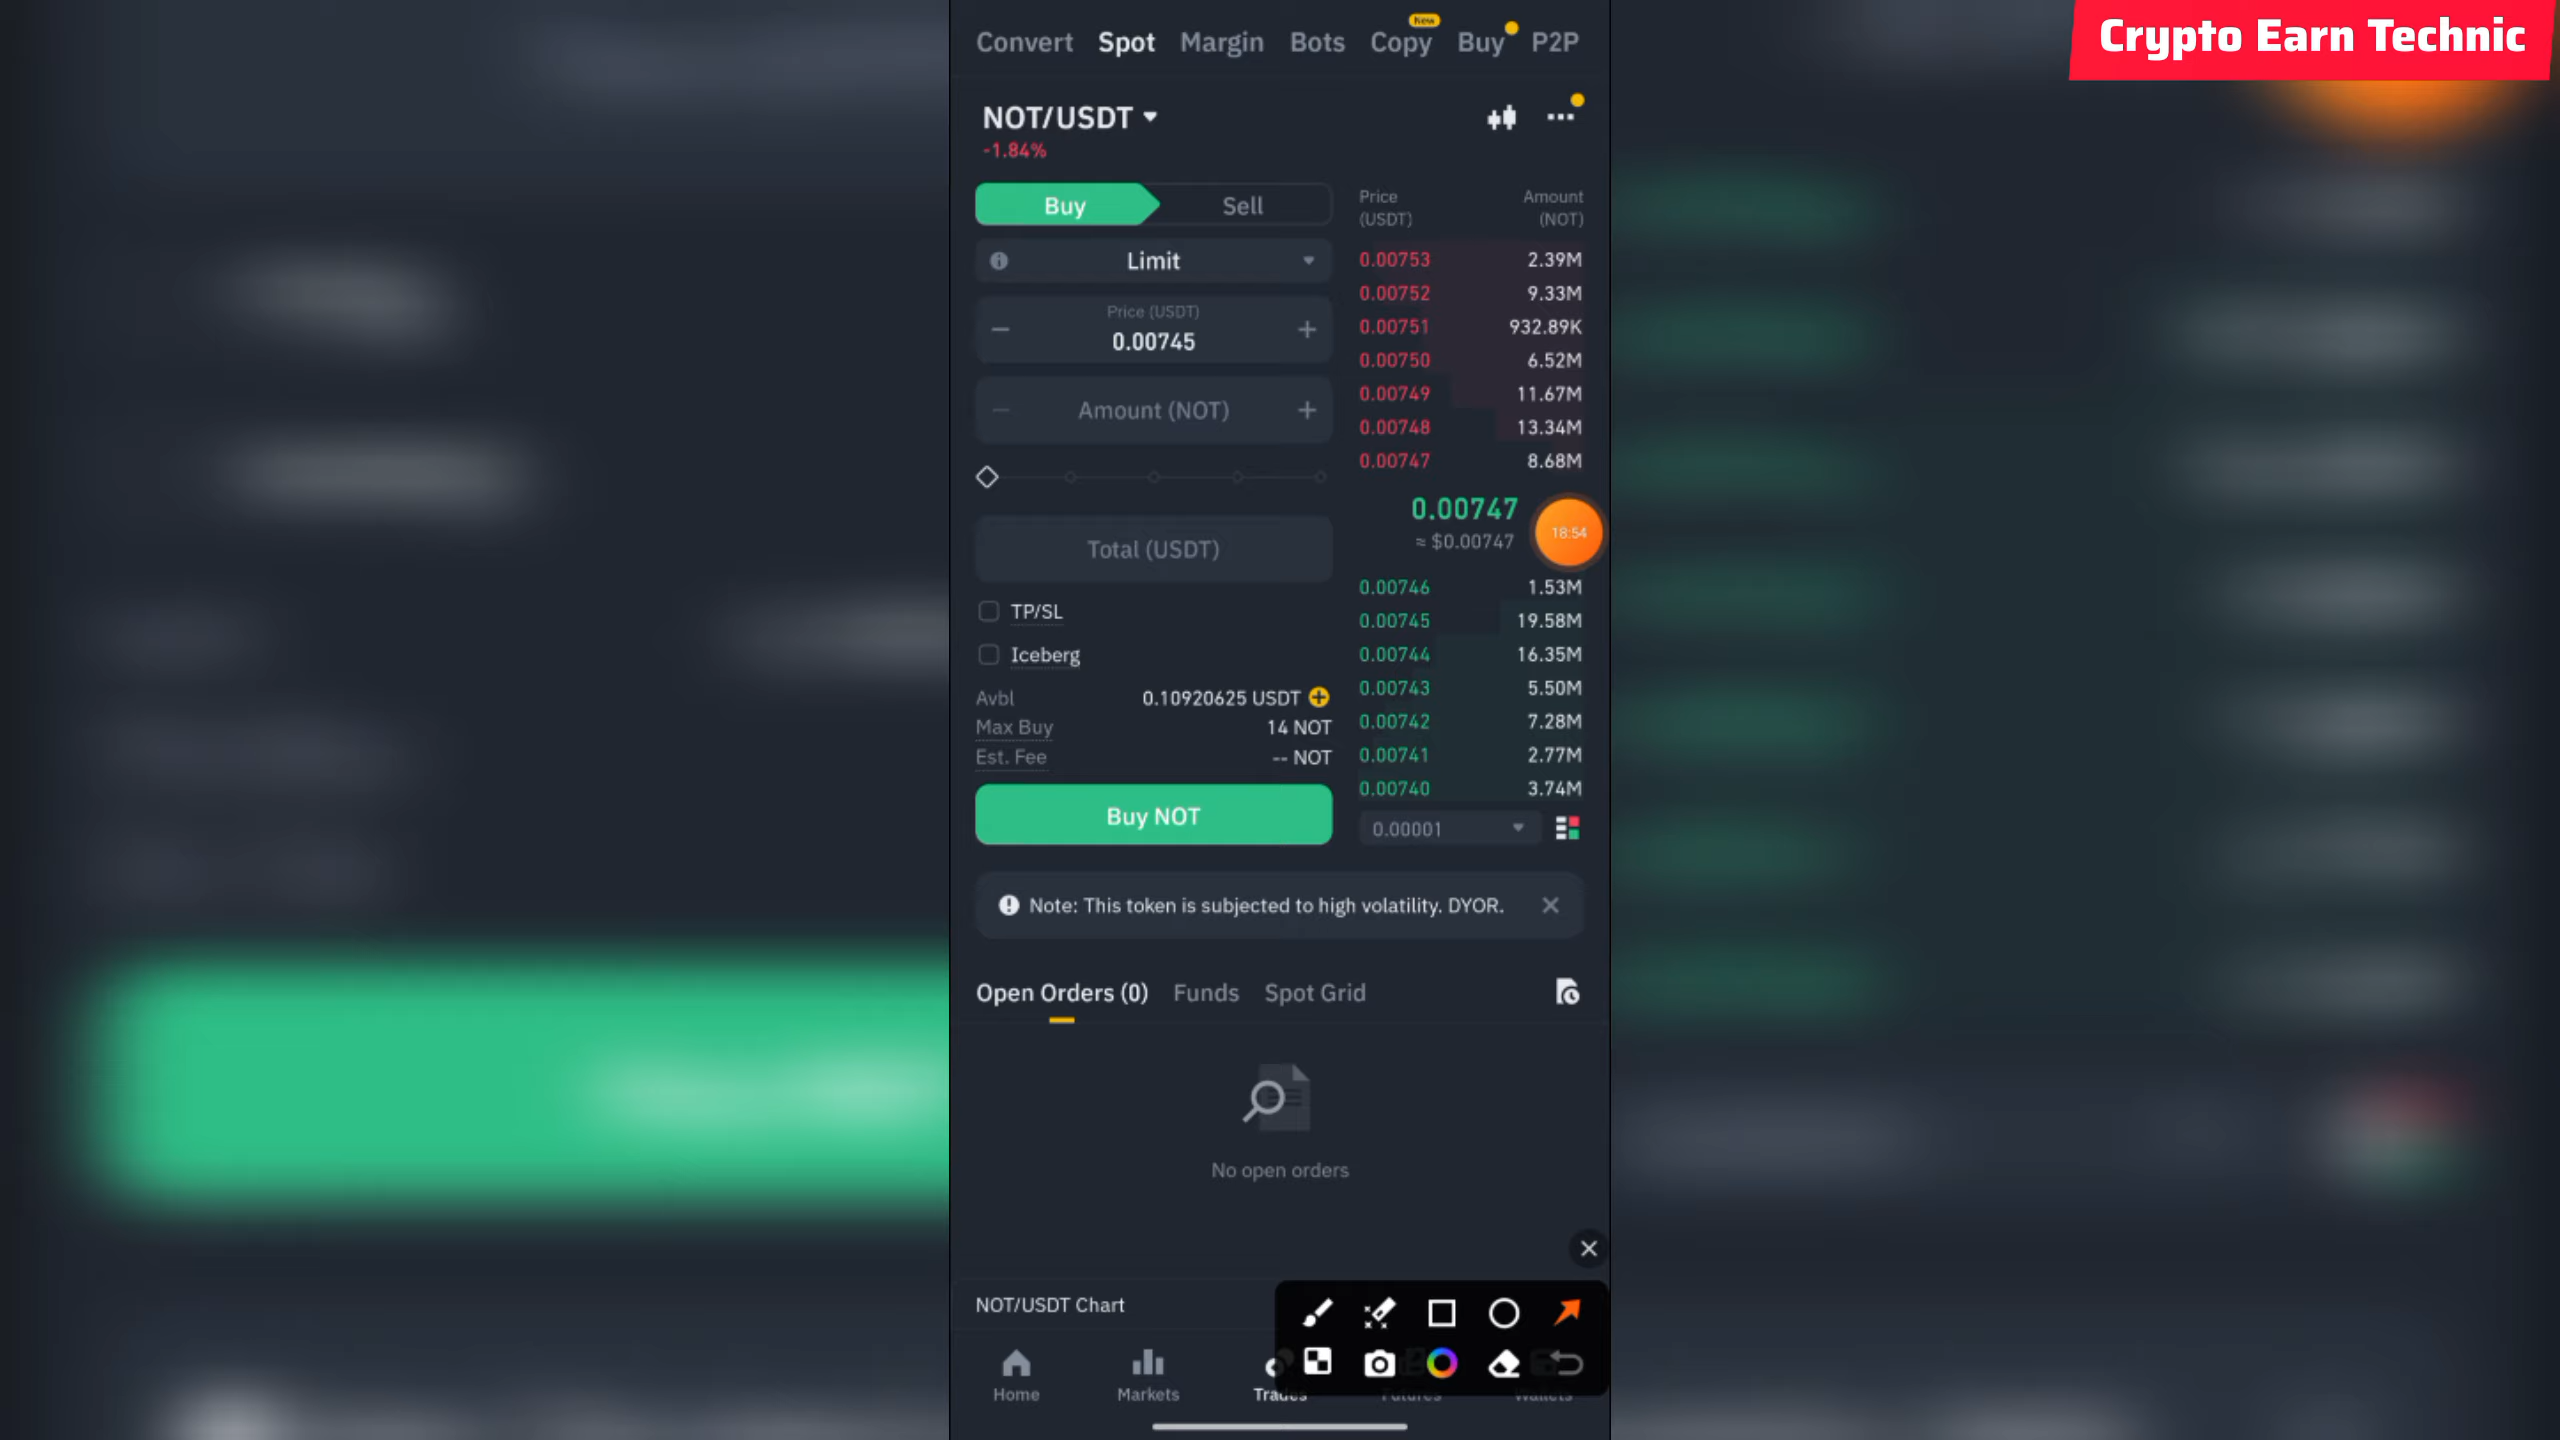 Crypto Earn Technic
Convert Spot Margin Bots Copy New Buy P2P
NOT/USDT
-1.84%
Buy Sell
Limit
Price (USDT)
0.00745
Amount (NOT)
Total (USDT)
TP/SL
Iceberg
Avbl 0.10920625 USDT
Max Buy 14 NOT
Est. Fee -- NOT
Buy NOT
Price Amount
(USDT) (NOT)
0.00753 2.39M
0.00752 9.33M
0.00751 932.89K
0.00750 6.52M
0.00749 11.67M
0.00748 13.34M
0.00747 8.68M
0.00747
≈ $0.00747
18:54
0.00746 1.53M
0.00745 19.58M
0.00744 16.35M
0.00743 5.50M
0.00742 7.28M
0.00741 2.77M
0.00740 3.74M
0.00001
Note: This token is subjected to high volatility. DYOR.
Open Orders (0) Funds Spot Grid
No open orders
NOT/USDT Chart
Home Markets Trades Futures Wallets